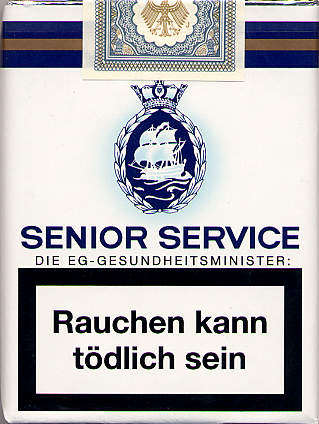 SENIOR SERVICE
DIE EG-GESUNDHEITSMINISTER:
Rauchen kann
tödlich sein